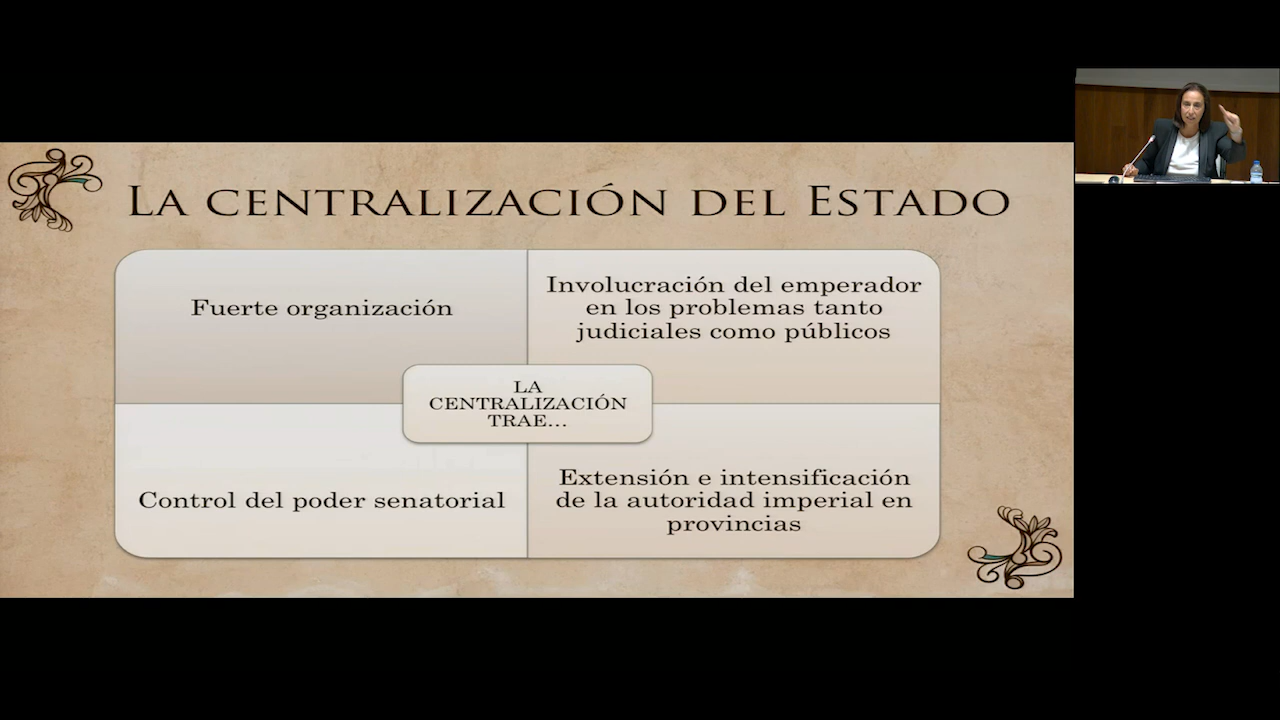 LA CENTRALIZACIÓN DEL ESTADO
Fuerte organización
Involucración del emperador
en los problemas tanto
judiciales como públicos
LA
CENTRALIZACIÓN
TRAE...
Control del poder senatorial
Extensión e intensificación
de la autoridad imperial en
provincias